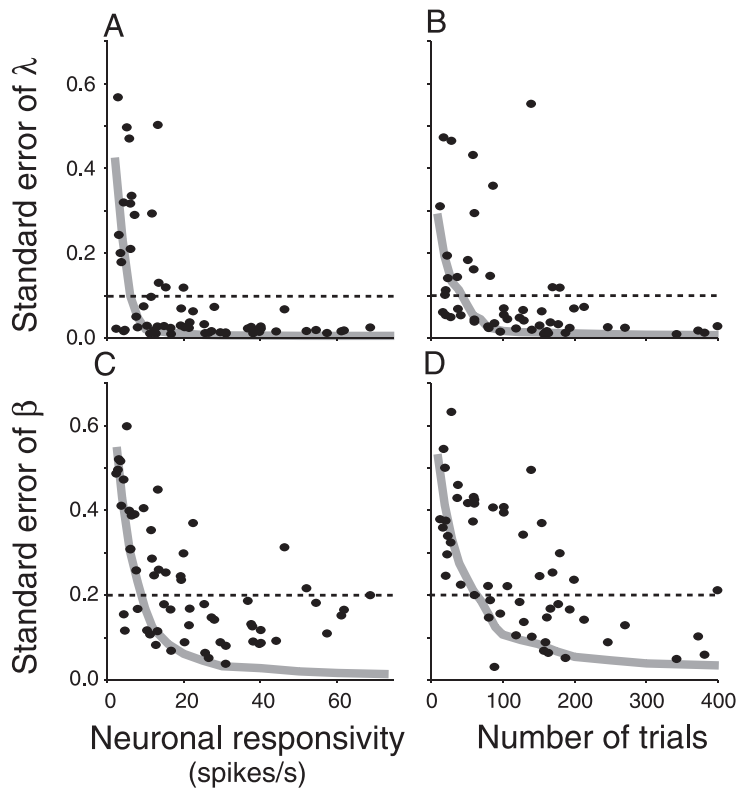 A
B
Standard error of λ
0.6
0.4
0.2
0.0
C
D
Standard error of β
0.6
0.4
0.2
0.0
0 20 40 60
0 100 200 300 400
Neuronal responsivity
(spikes/s)
Number of trials